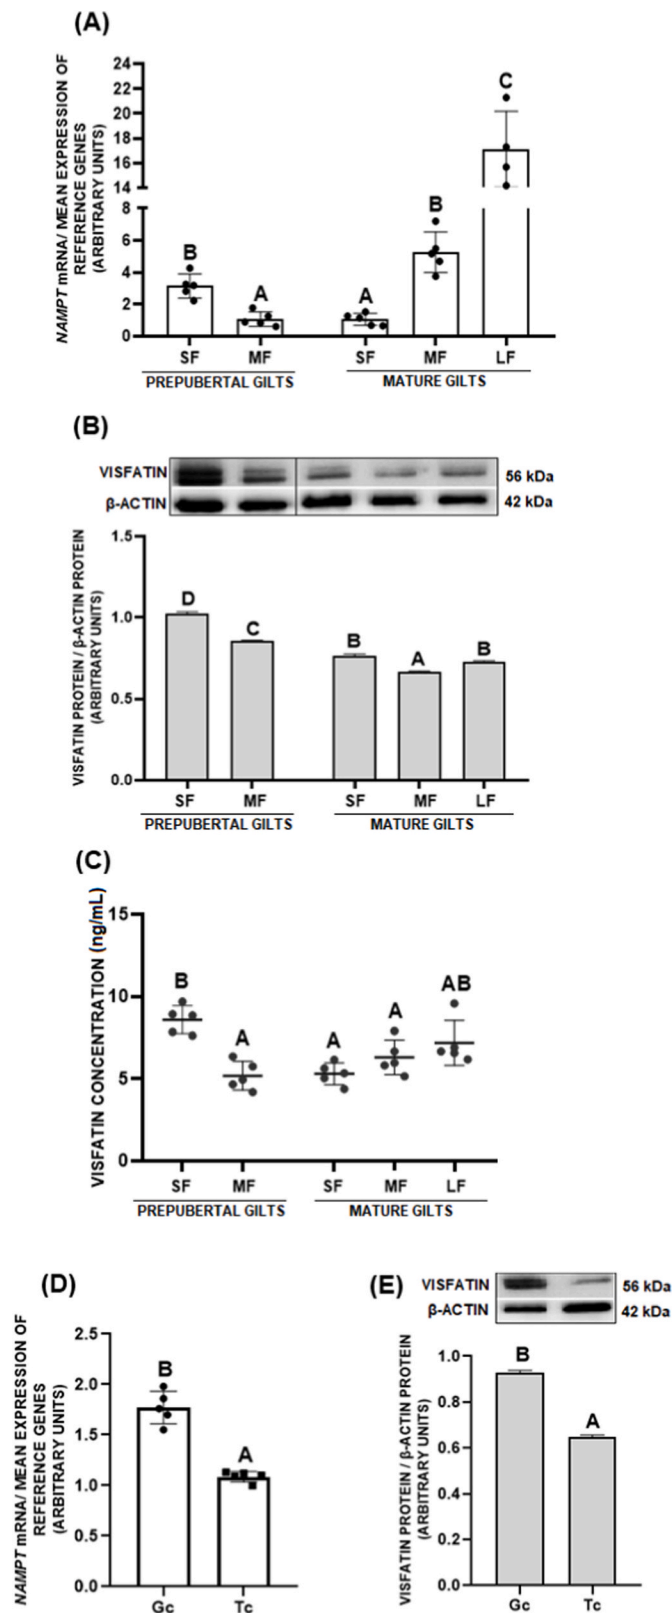 (A)
NAMPT mRNA/ MEAN EXPRESSION OF
REFERENCE GENES
(ARBITRARY UNITS)
24
22
20
18
16
14
8
6
4
2
0
B
A
A
B
C
SF
MF
SF
MF
LF
PREPUBERTAL GILTS
MATURE GILTS
(B)
VISFATIN
56 kDa
β-ACTIN
42 kDa
VISFATIN PROTEIN / β-ACTIN PROTEIN
(ARBITRARY UNITS)
1.5
1.0
0.5
0.0
D
C
B
A
B
SF
MF
SF
MF
LF
PREPUBERTAL GILTS
MATURE GILTS
(C)
VISFATIN CONCENTRATION (ng/mL)
15
10
5
0
B
A
A
A
AB
SF
MF
SF
MF
LF
PREPUBERTAL GILTS
MATURE GILTS
(D)
NAMPT mRNA/ MEAN EXPRESSION OF
REFERENCE GENES
(ARBITRARY UNITS)
2.5
2.0
1.5
1.0
0.5
0.0
B
A
Gc
Tc
(E)
VISFATIN
56 kDa
β-ACTIN
42 kDa
VISFATIN PROTEIN / β-ACTIN PROTEIN
(ARBITRARY UNITS)
1.0
0.8
0.6
0.4
0.2
0.0
B
A
Gc
Tc